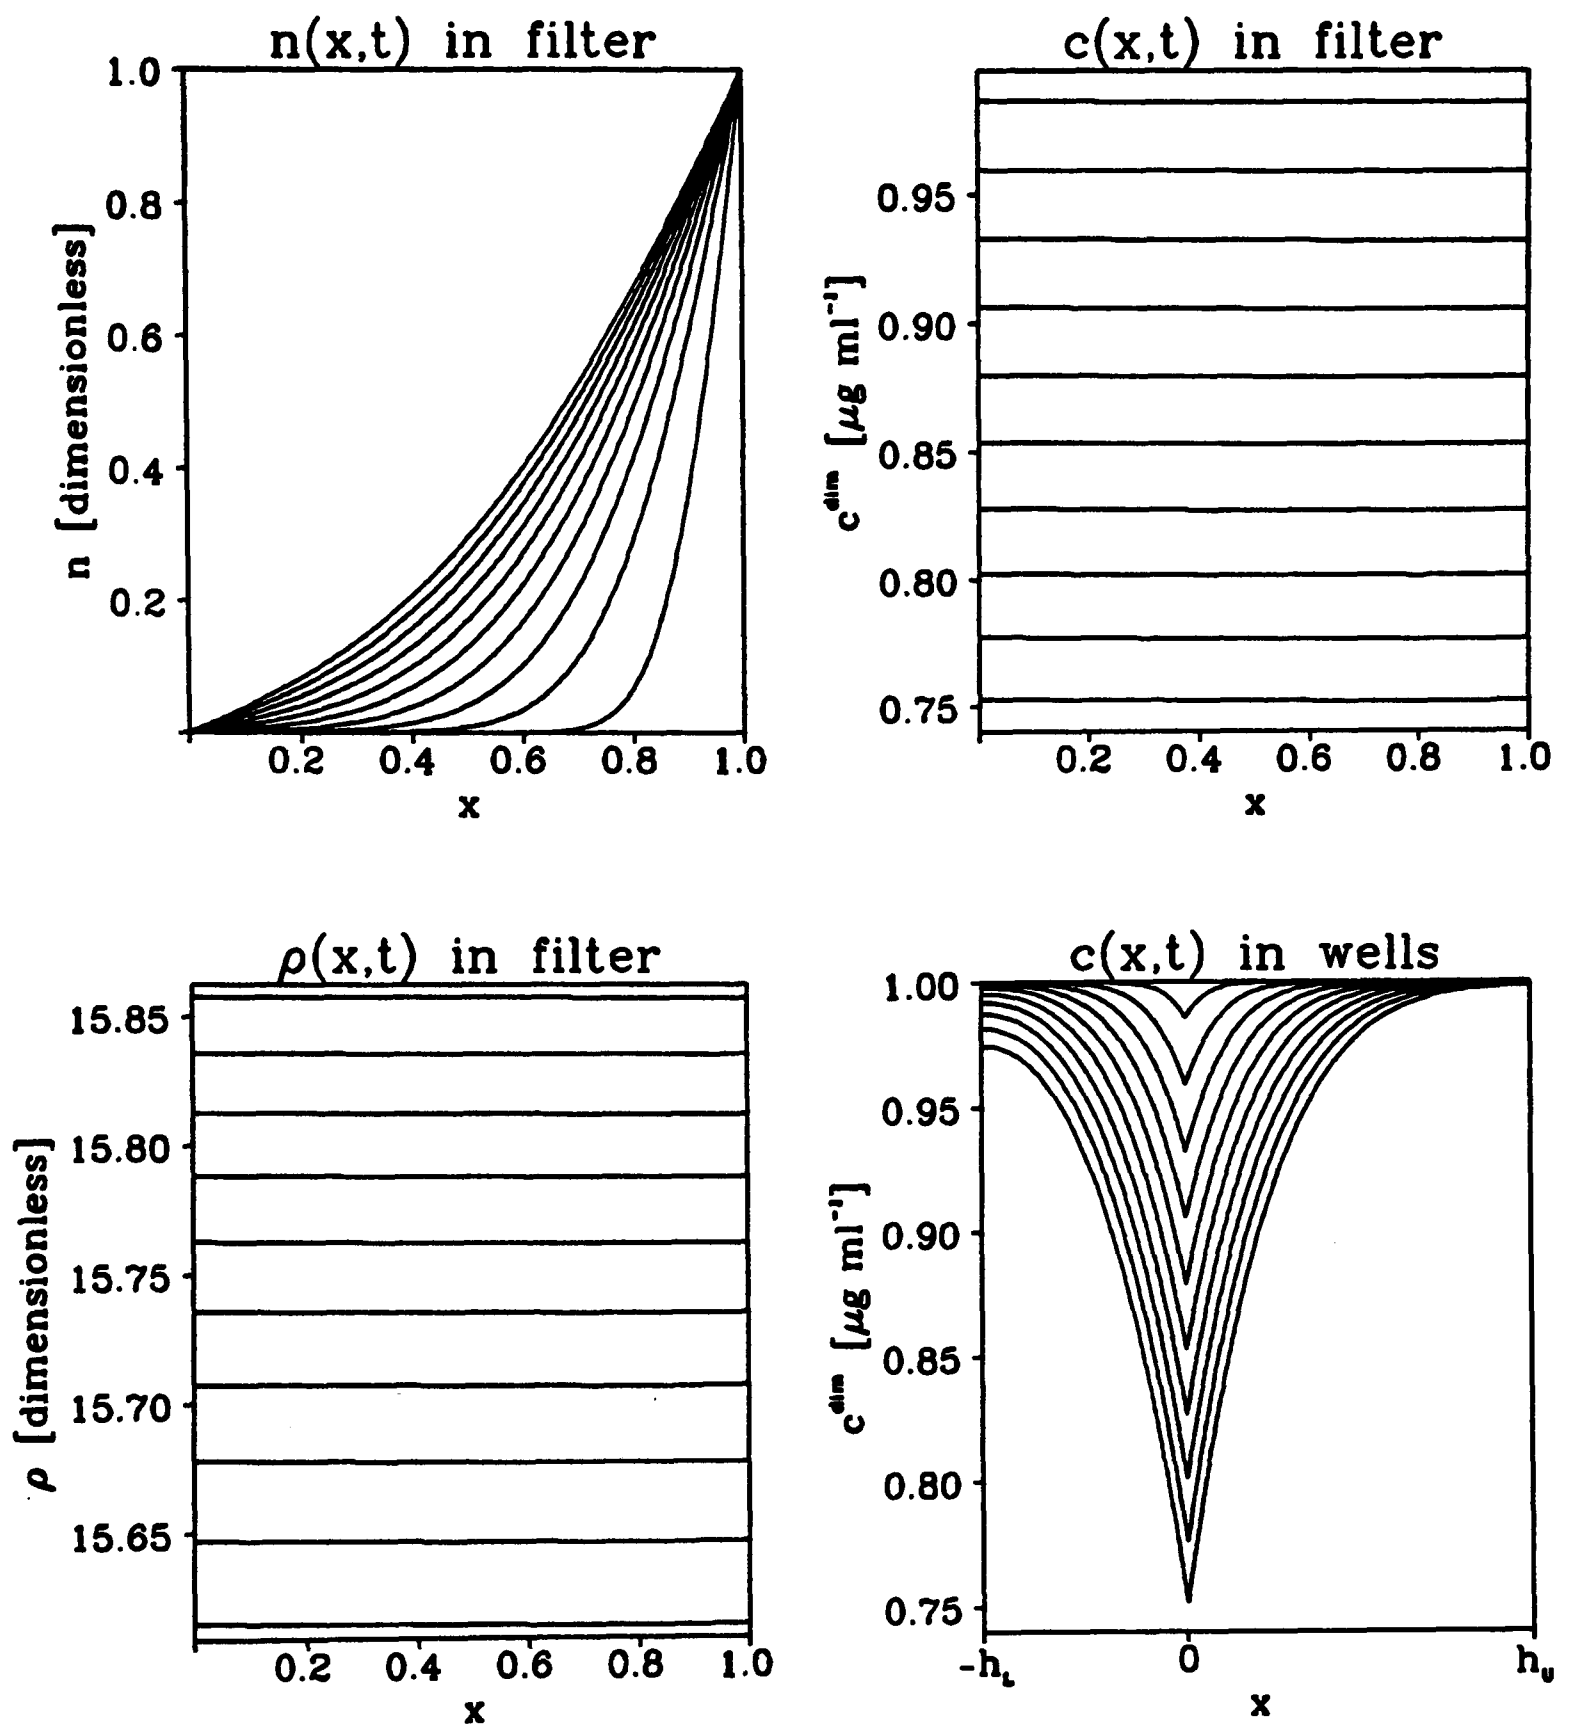 n(x,t) in filter
1.0
0.8
0.6
0.4
0.2
n [dimensionless]
0.2 0.4 0.6 0.8 1.0
x
c(x,t) in filter
0.95
0.90
0.85
0.80
0.75
c^dim [μg ml⁻¹]
0.2 0.4 0.6 0.8 1.0
x
ρ(x,t) in filter
15.85
15.80
15.75
15.70
15.65
ρ [dimensionless]
0.2 0.4 0.6 0.8 1.0
x
c(x,t) in wells
1.00
0.95
0.90
0.85
0.80
0.75
c^dim [μg ml⁻¹]
-h_L 0 h_U
x